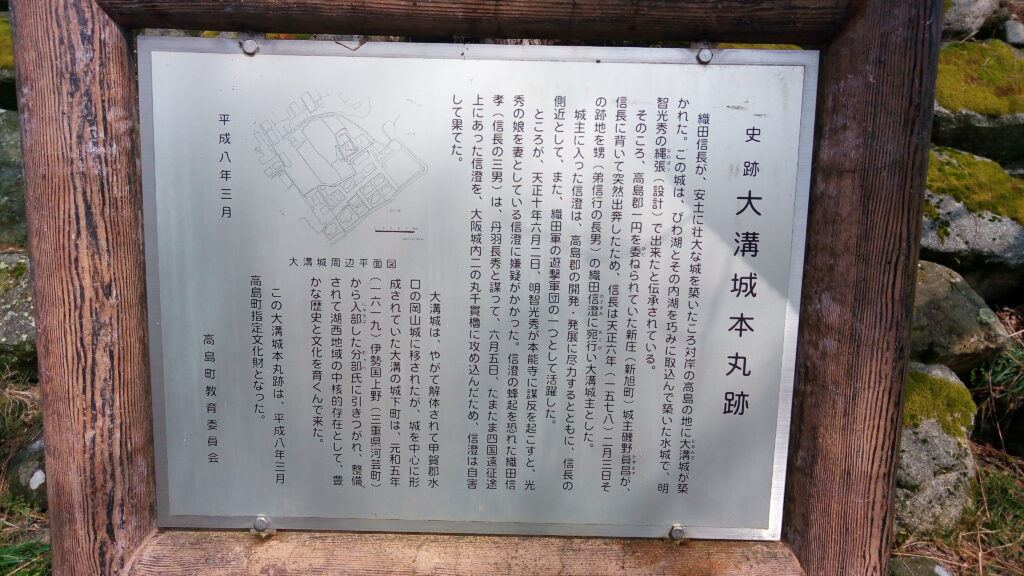 史跡 大溝城本丸跡
織田信長が、安土に壮大な城を築いたころ対岸の高島の地に大溝城が築
かれた。この城は、びわ湖とその内湖を巧みに取込んで築いた水城で、明
智光秀の縄張(設計)で出来たと伝承されている。
そのころ、高島郡一円を委ねられていた新庄(新旭町)城主磯野員昌が、
信長に背いて突然出奔したため、信長は天正六年(一五七八)二月三日そ
の跡地を甥(弟信行の長男)の織田信澄に宛行い大溝城主とした。
城主に入った信澄は、高島郡の開発・発展に尽力するとともに、信長の
側近として、また、織田軍の遊撃軍団の一つとして活躍した。
ところが、天正十年六月二日、明智光秀が本能寺に謀反を起こすと、光
秀の娘を妻としている信澄に嫌疑がかかった。信澄の蜂起を恐れた織田信
孝(信長の三男)は、丹羽長秀と謀って、六月五日、たまたま四国遠征途
上にあった信澄を、大阪城内二の丸千貫櫓に攻め込んだため、信澄は自害
して果てた。
大溝城周辺平面図
大溝城は、やがて解体されて甲賀郡水
口の岡山城に移されたが、城を中心に形
成されていた大溝の城下町は、元和五年
(一六一九)伊勢国上野(三重県河芸町)
から入部した分部氏に引きつがれ、整備
されて湖西地域の中核的存在として、豊
かな歴史と文化を育くんで来た。
この大溝城本丸跡は、平成八年三月
高島町指定文化財となった。
平成八年三月
高島町教育委員会